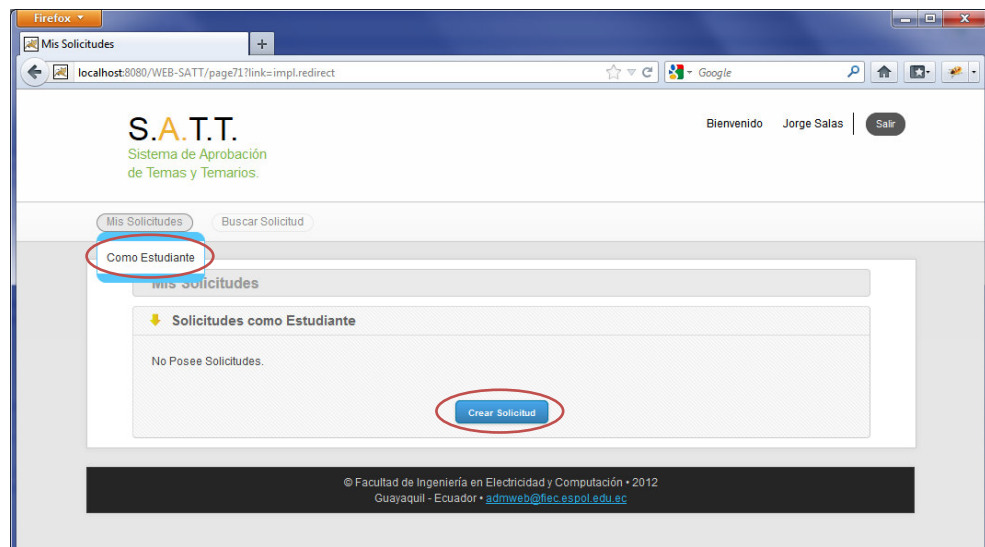 Firefox
Mis Solicitudes
localhost:8080/WEB-SATT/page71?link=impl.redirect
Google
S.A.T.T.
Sistema de Aprobación
de Temas y Temarios.
Bienvenido Jorge Salas Salir
Mis Solicitudes Buscar Solicitud
Como Estudiante
Mis Solicitudes
Solicitudes como Estudiante
No Posee Solicitudes.
Crear Solicitud
© Facultad de Ingeniería en Electricidad y Computación • 2012
Guayaquil - Ecuador • admweb@fiec.espol.edu.ec